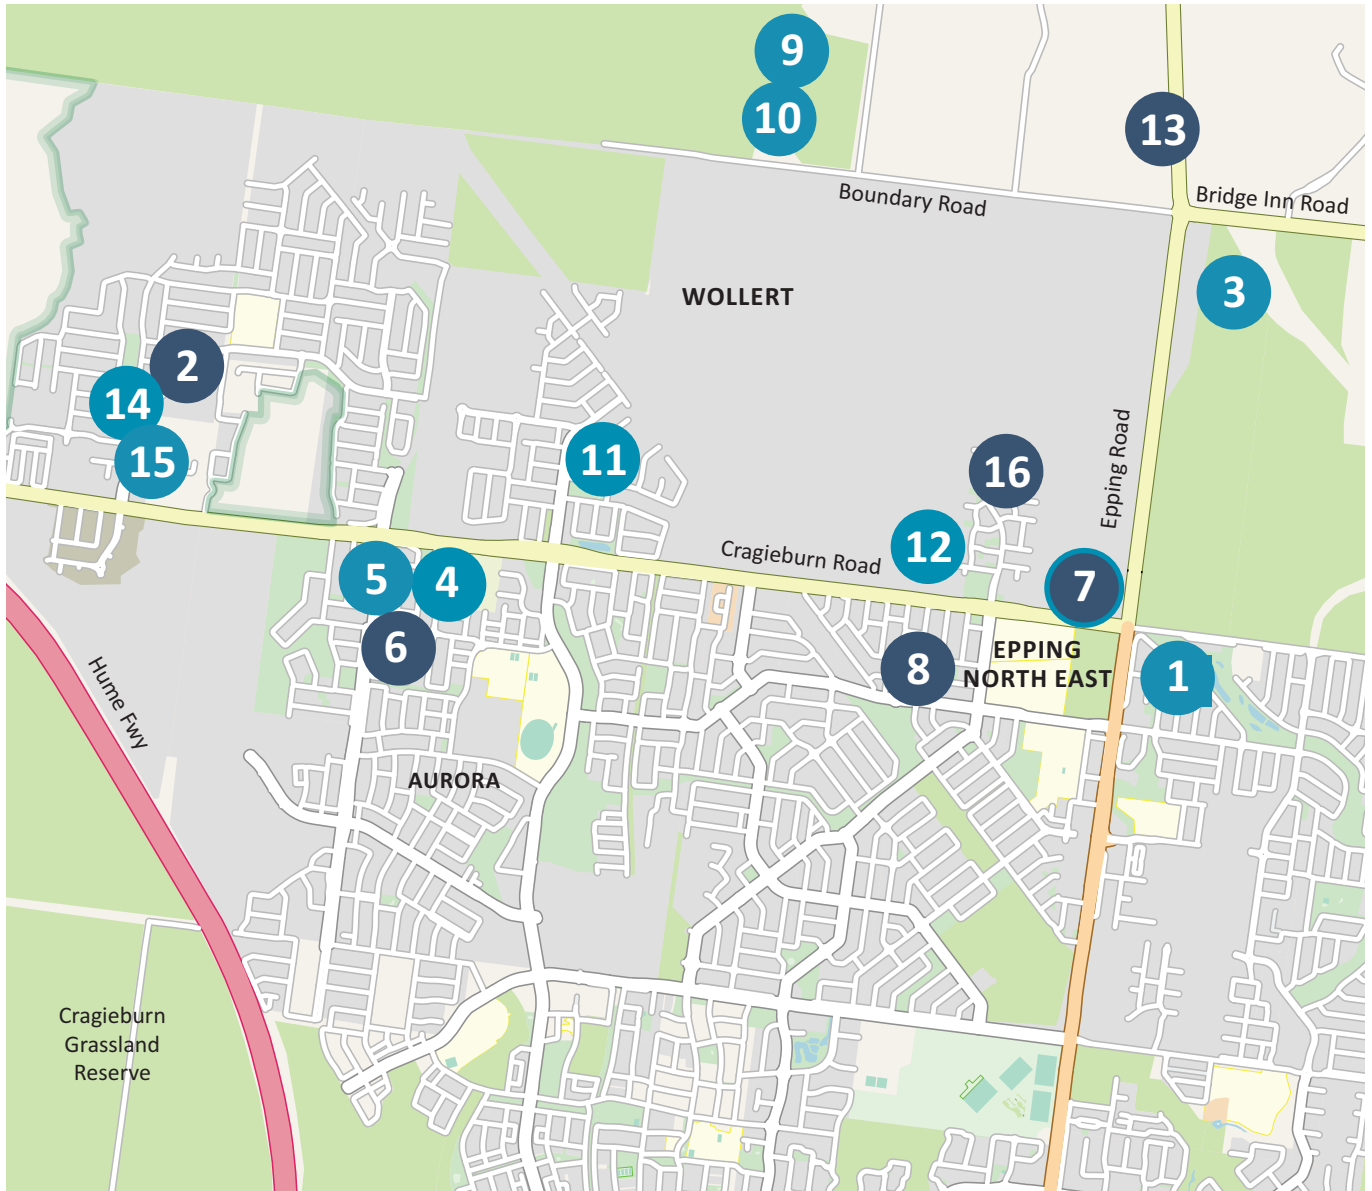 9
10
13
Boundary Road
Bridge Inn Road
3
WOLLERT
2
14
15
11
16
Epping Road
12
Cragieburn Road
7
5
4
6
8
EPPING
NORTH EAST
1
Hume Fwy
AURORA
Cragieburn
Grassland
Reserve